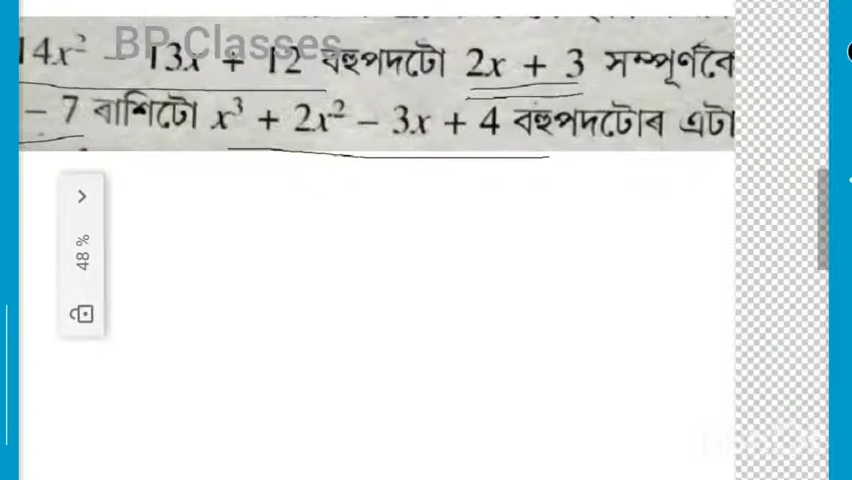 BP Classes
14x² – 13x + 12 বহুপদটো 2x + 3 সম্পূৰ্ণৰূপে
– 7 ৰাশিটো x³ + 2x² – 3x + 4 বহুপদটোৰ এটা
48 %